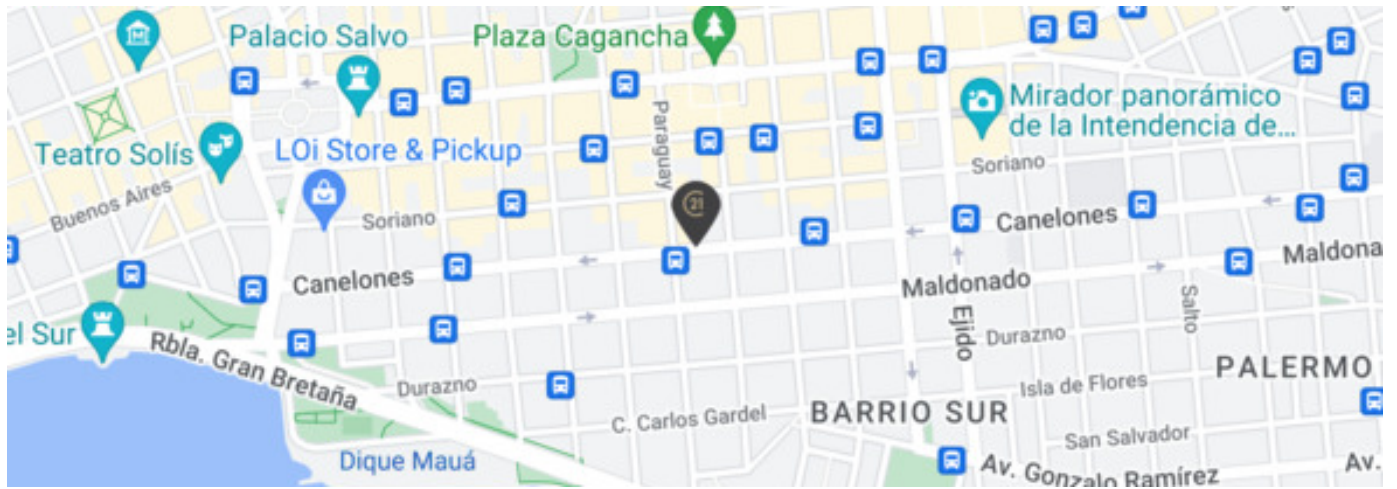 Palacio Salvo
Plaza Cagancha
Mirador panorámico
de la Intendencia de...
Paraguay
Teatro Solís
LOi Store & Pickup
Soriano
Buenos Aires
Soriano
21
Canelones
Canelones
Maldona
Maldonado
Salto
Ejido
el Sur
Rbla. Gran Bretaña
Durazno
Durazno
PALERMO
Isla de Flores
C. Carlos Gardel
BARRIO SUR
San Salvador
Dique Mauá
Av. Gonzalo Ramírez
Av.